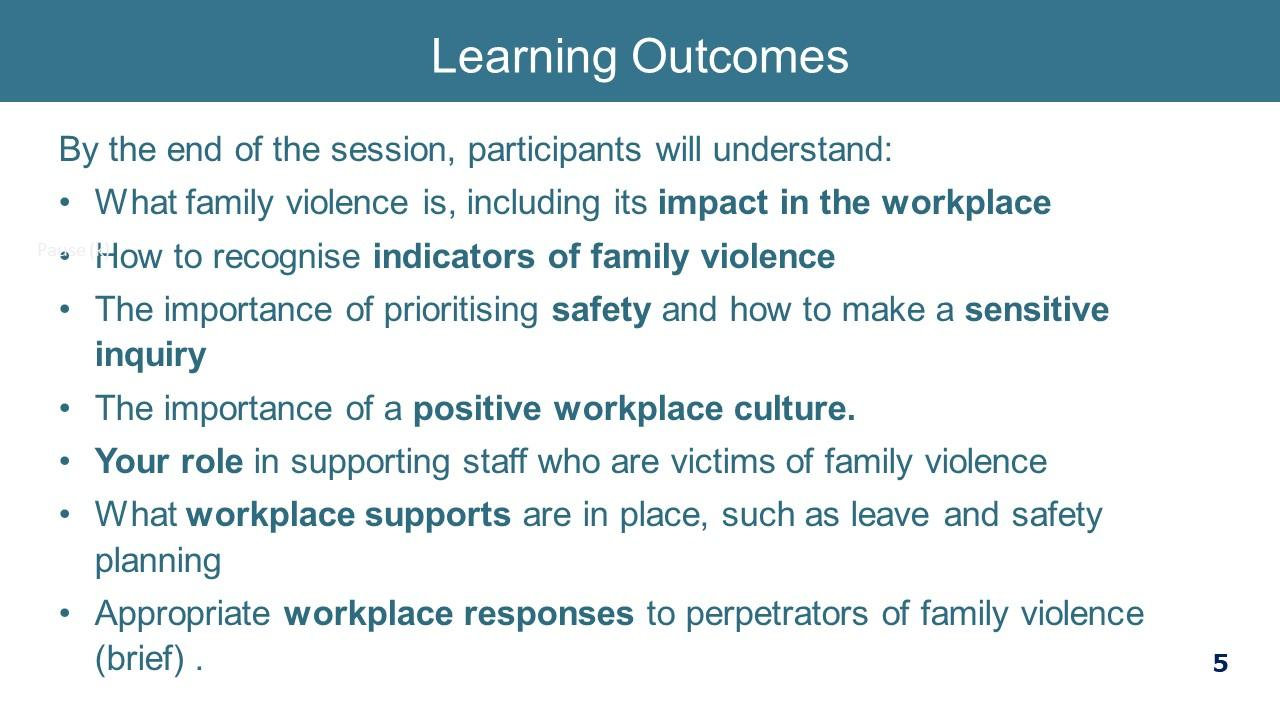 Learning Outcomes
By the end of the session, participants will understand:
• What family violence is, including its impact in the workplace
Pause (k)
• How to recognise indicators of family violence
• The importance of prioritising safety and how to make a sensitive
inquiry
• The importance of a positive workplace culture.
• Your role in supporting staff who are victims of family violence
• What workplace supports are in place, such as leave and safety
planning
• Appropriate workplace responses to perpetrators of family violence
(brief) .
5